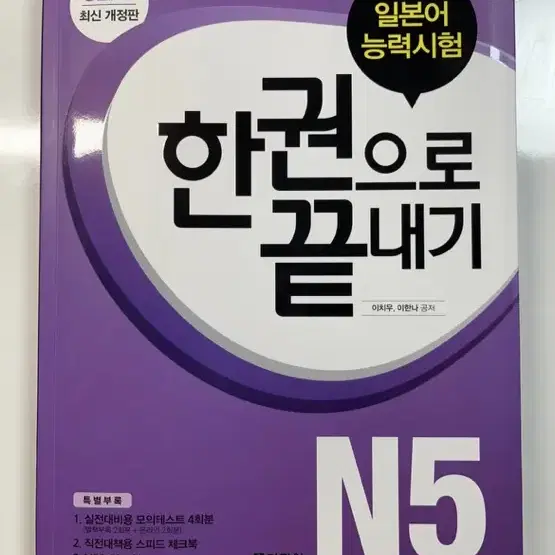 최신 개정판
일본어
능력시험
한권으로
끝내기
이치우, 이한나 공저
N5
특별부록
1. 실전대비용 모의테스트 4회분
2. 직전대책용 스피드 체크북